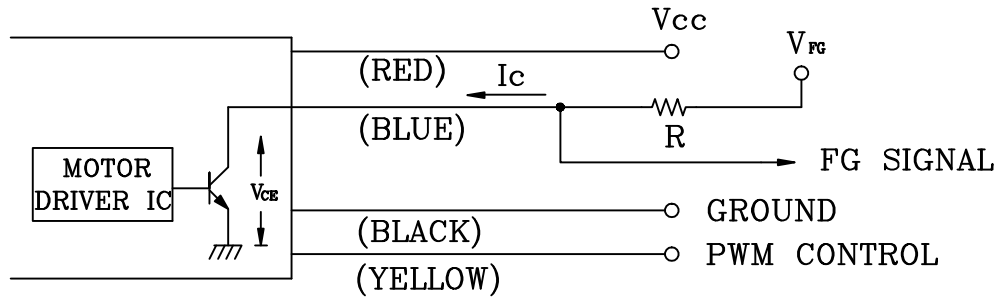 Vcc
VFG
(RED)
Ic
(BLUE)
R
FG SIGNAL
MOTOR
DRIVER IC
VCE
GROUND
(BLACK)
PWM CONTROL
(YELLOW)